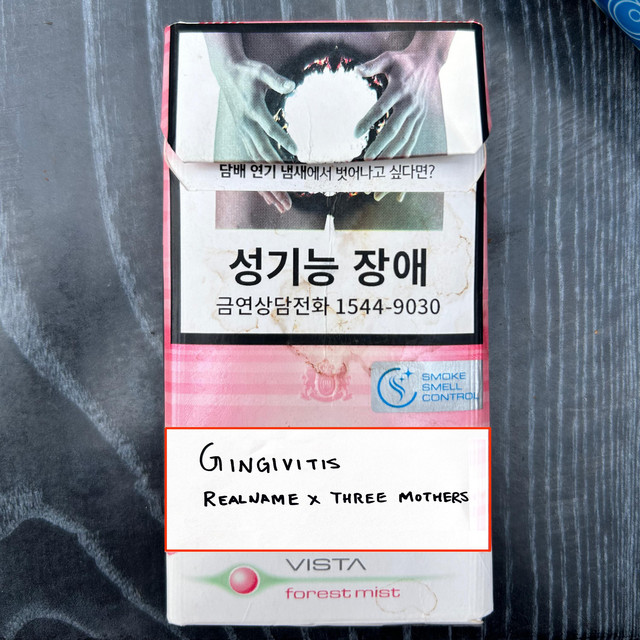 담배 연기 냄새에서 벗어나고 싶다면?
성기능 장애
금연상담전화 1544-9030
SMOKE
SMELL
CONTROL
GINGIVITIS
REALNAME X THREE MOTHERS
VISTA
forest mist